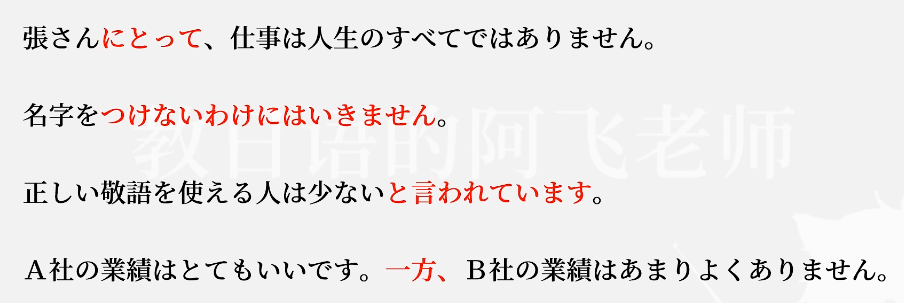 張さんにとって、仕事は人生のすべてではありません。
名字をつけないわけにはいきません。
教日语的阿飞老师
正しい敬語を使える人は少ないと言われています。
A社の業績はとてもいいです。一方、B社の業績はあまりよくありません。